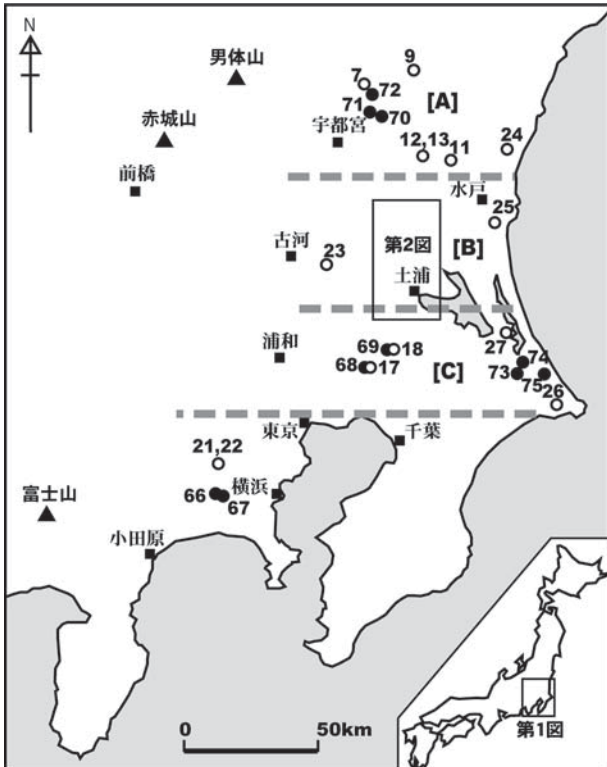 N
男体山
9
7
72
[A]
71
70
赤城山
宇都宮
12,13
11
24
前橋
水戸
25
古河
23
第2図
[B]
土浦
浦和
69
18
27
68
17
[C]
74
73
75
26
東京
千葉
21,22
富士山
66
67
横浜
小田原
0
50km
第1図